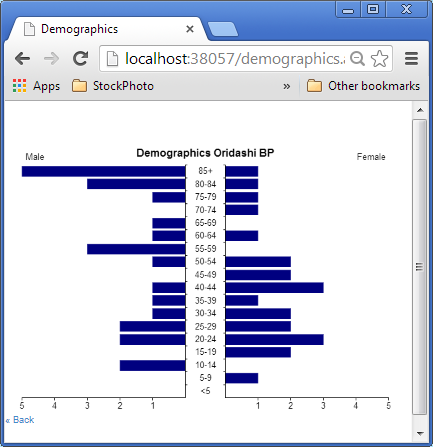 Demographics
localhost:38057/demographics.a
Apps StockPhoto » Other bookmarks
Demographics Oridashi BP
Male Female
85+
80-84
75-79
70-74
65-69
60-64
55-59
50-54
45-49
40-44
35-39
30-34
25-29
20-24
15-19
10-14
5-9
<5
5 4 3 2 1 1 2 3 4 5
« Back